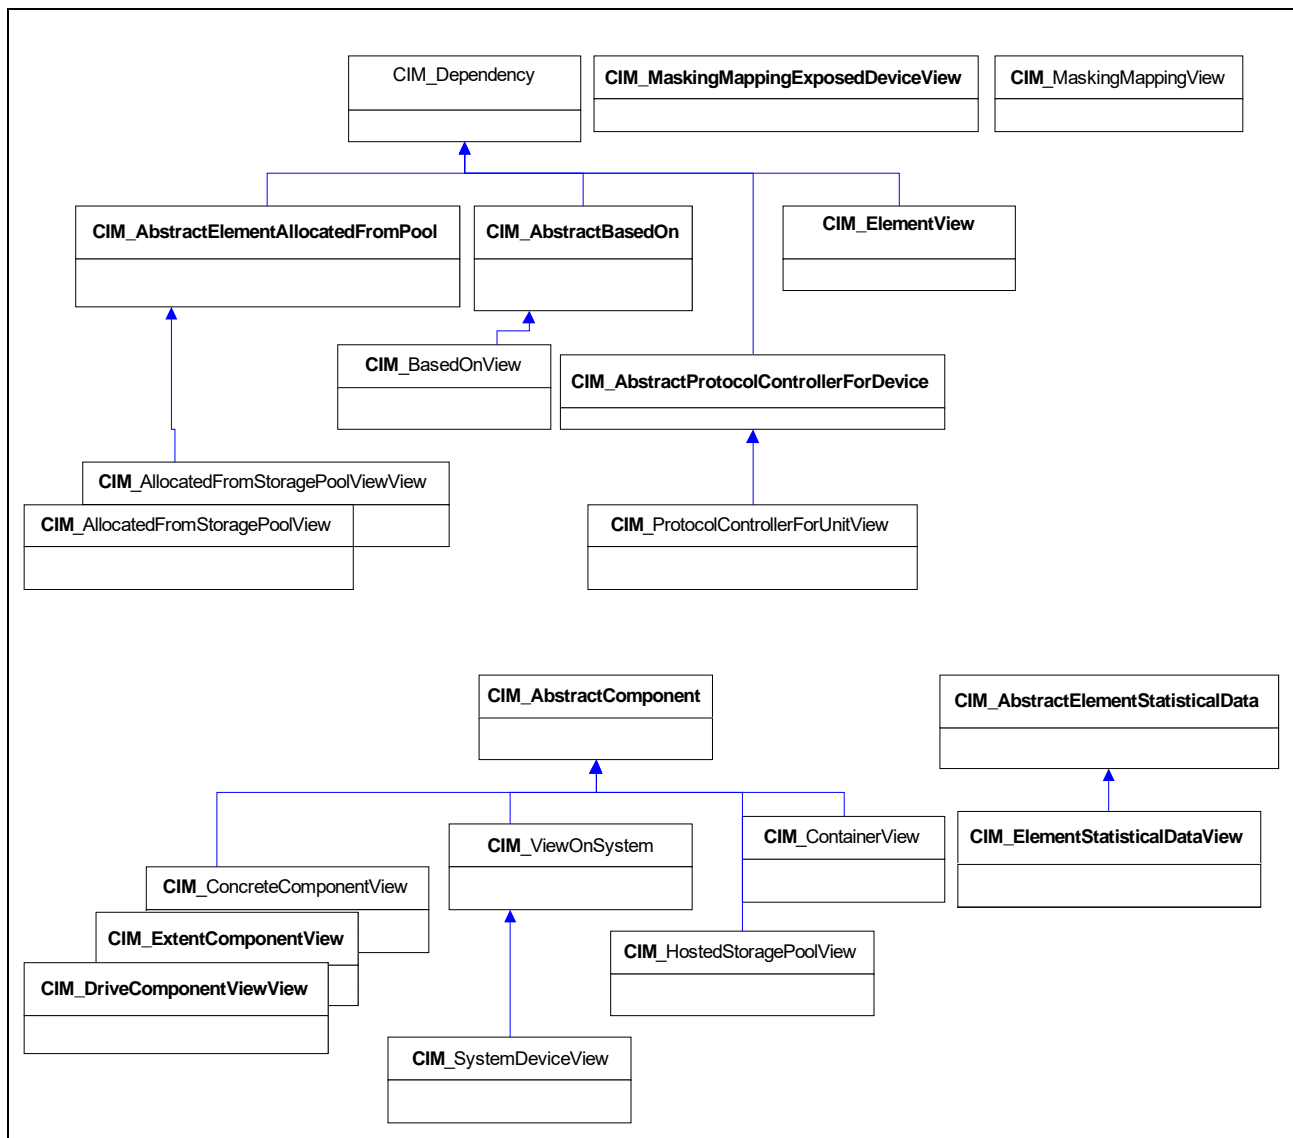 CIM_Dependency
CIM_MaskingMappingExposedDeviceView
CIM_MaskingMappingView
CIM_AbstractElementAllocatedFromPool
CIM_AbstractBasedOn
CIM_ElementView
CIM_BasedOnView
CIM_AbstractProtocolControllerForDevice
CIM_AllocatedFromStoragePoolViewView
CIM_AllocatedFromStoragePoolView
CIM_ProtocolControllerForUnitView
CIM_AbstractComponent
CIM_AbstractElementStatisticalData
CIM_ViewOnSystem
CIM_ContainerView
CIM_ElementStatisticalDataView
CIM_ConcreteComponentView
CIM_ExtentComponentView
CIM_HostedStoragePoolView
CIM_DriveComponentViewView
CIM_SystemDeviceView